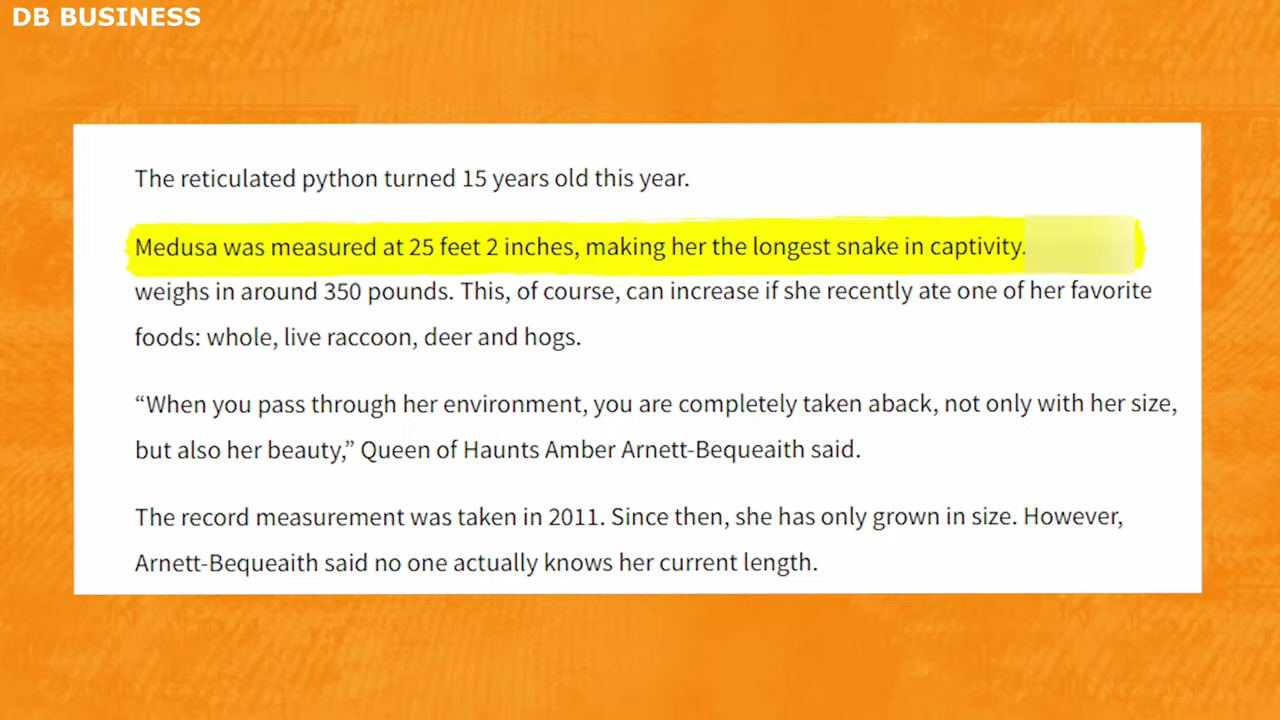 DB BUSINESS
The reticulated python turned 15 years old this year.
Medusa was measured at 25 feet 2 inches, making her the longest snake in captivity.
weighs in around 350 pounds. This, of course, can increase if she recently ate one of her favorite
foods: whole, live raccoon, deer and hogs.
“When you pass through her environment, you are completely taken aback, not only with her size,
but also her beauty,” Queen of Haunts Amber Arnett-Bequeaith said.
The record measurement was taken in 2011. Since then, she has only grown in size. However,
Arnett-Bequeaith said no one actually knows her current length.